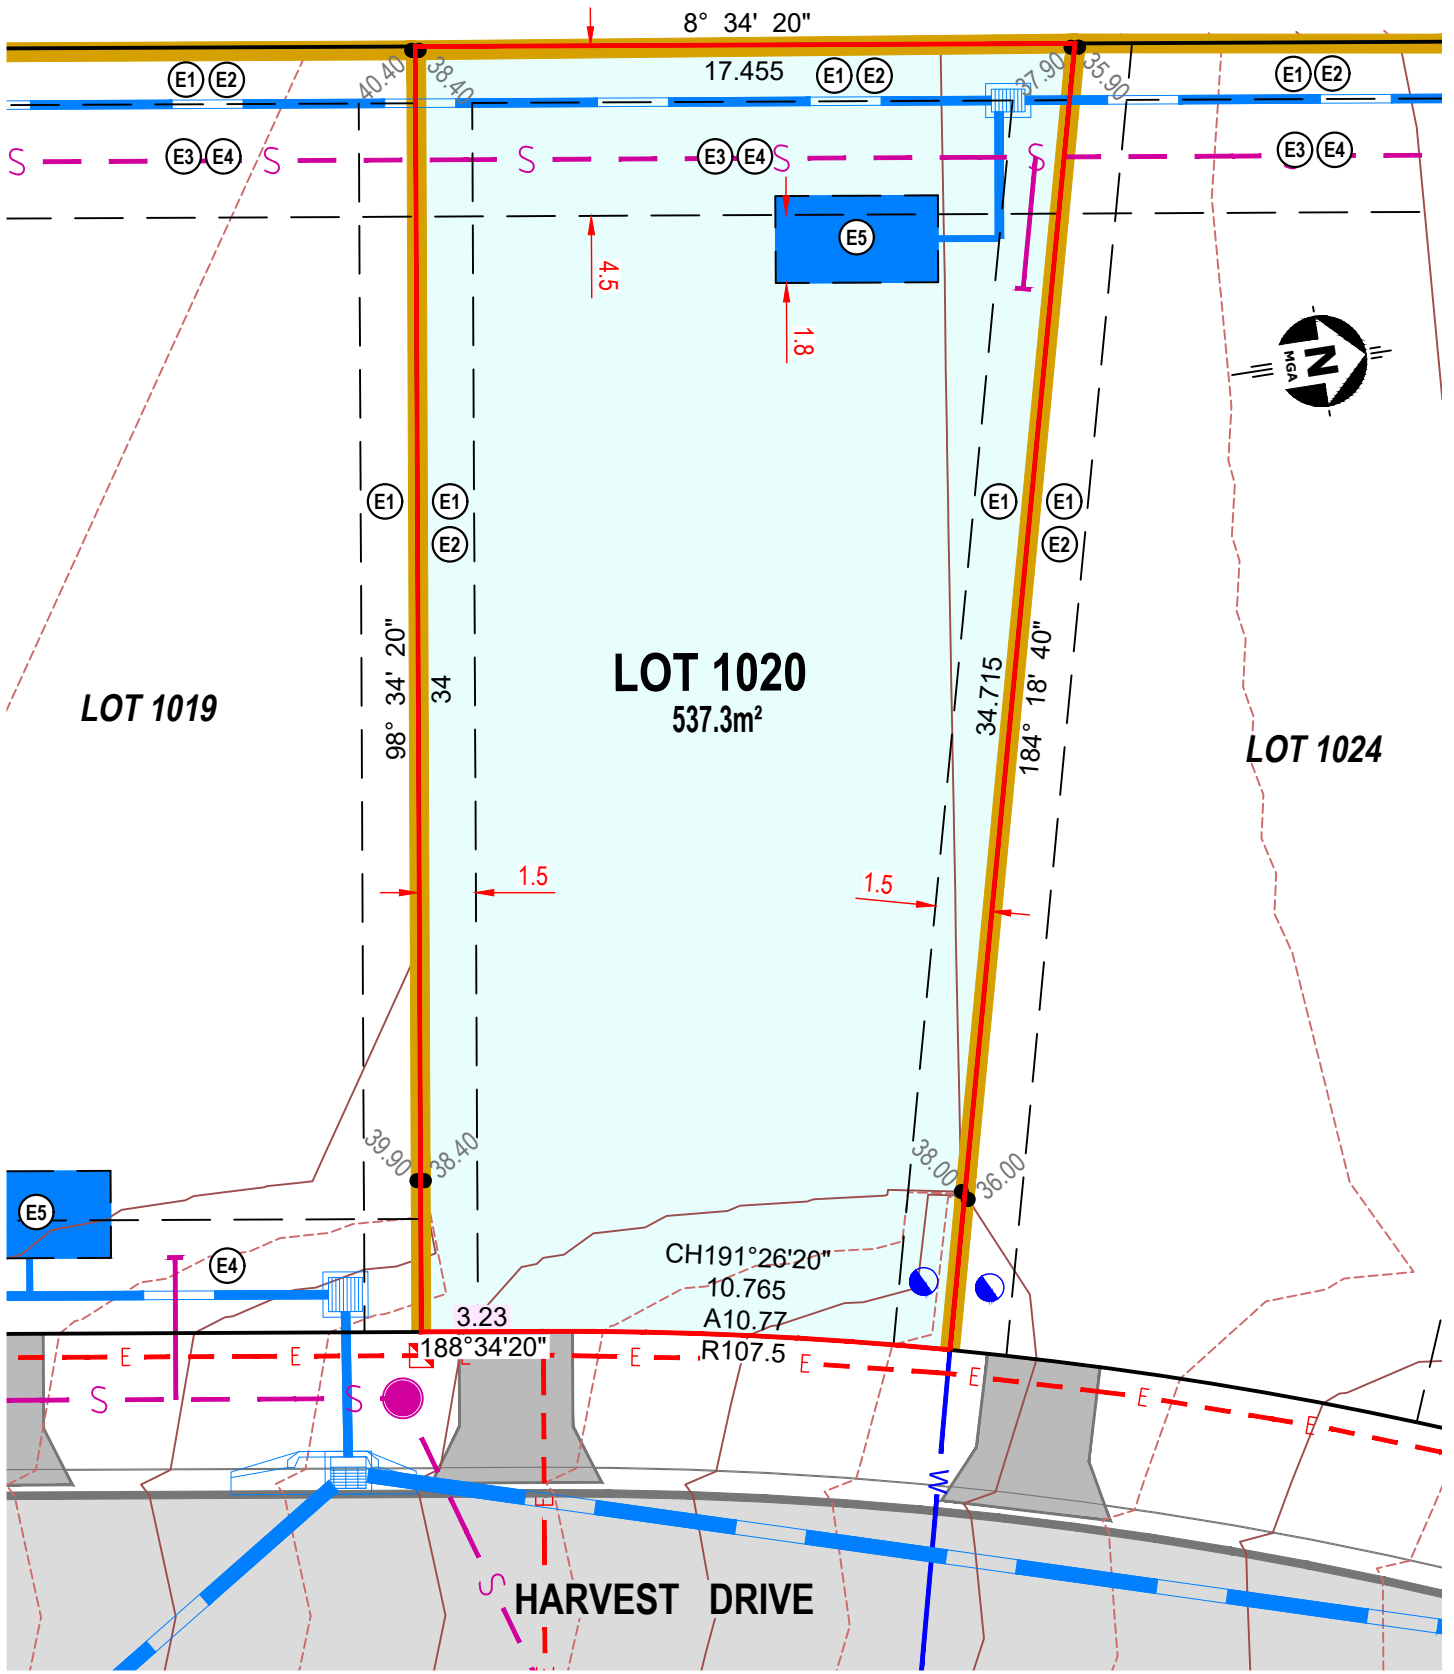 8° 34' 20"
17.455
E1 E2
E1 E2
E1 E2
40.40
38.40
37.90
35.90
S
E3 E4
S
S
E3 E4
S
S
E3 E4
E5
4.5
1.8
N
MGA
E1
E1
E2
E1
E1
E2
98° 34' 20"
34
LOT 1020
537.3m²
34.715
184° 18' 40"
LOT 1019
LOT 1024
1.5
1.5
39.90
38.40
38.00
36.00
E5
E4
CH191°26'20"
10.765
A10.77
R107.5
3.23
188°34'20"
E
E
E
E
E
E
E
E
S
S
W
E
S
HARVEST DRIVE
S
E